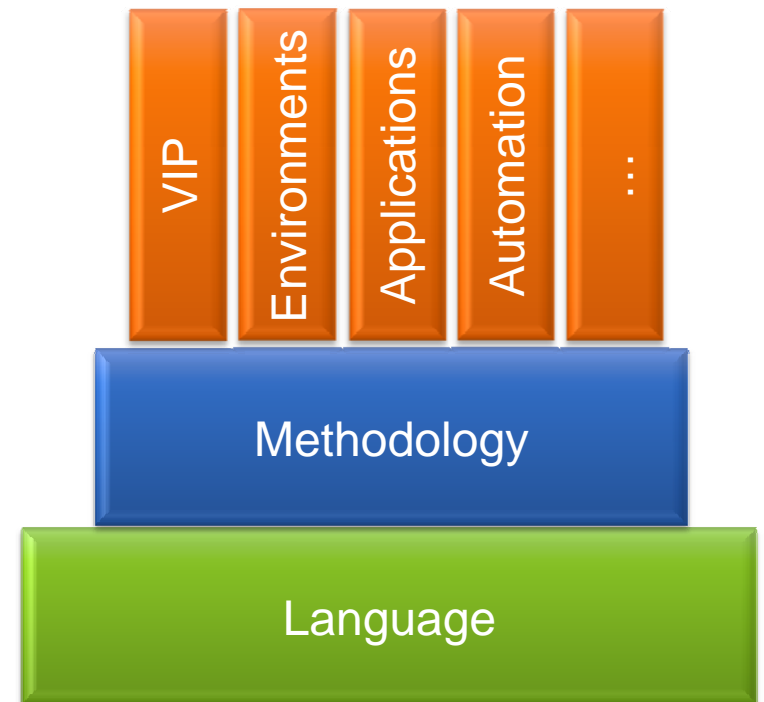 VIP
Environments
Applications
Automation
...
Methodology
Language